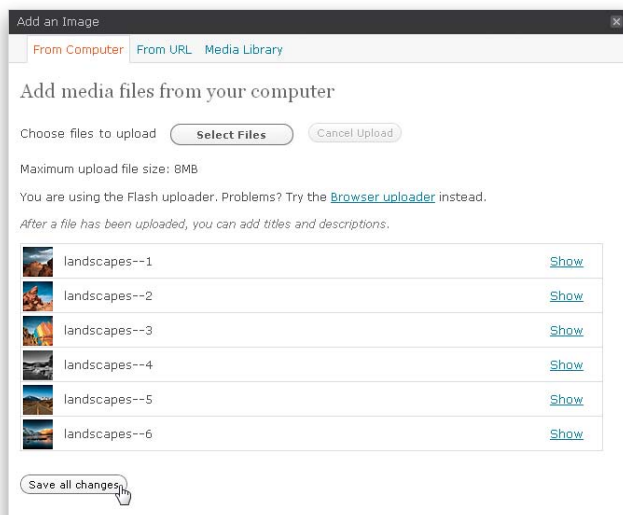 Add an Image
From Computer From URL Media Library
Add media files from your computer
Choose files to upload Select Files Cancel Upload
Maximum upload file size: 8MB
You are using the Flash uploader. Problems? Try the Browser uploader instead.
After a file has been uploaded, you can add titles and descriptions.
landscapes--1 Show
landscapes--2 Show
landscapes--3 Show
landscapes--4 Show
landscapes--5 Show
landscapes--6 Show
Save all changes